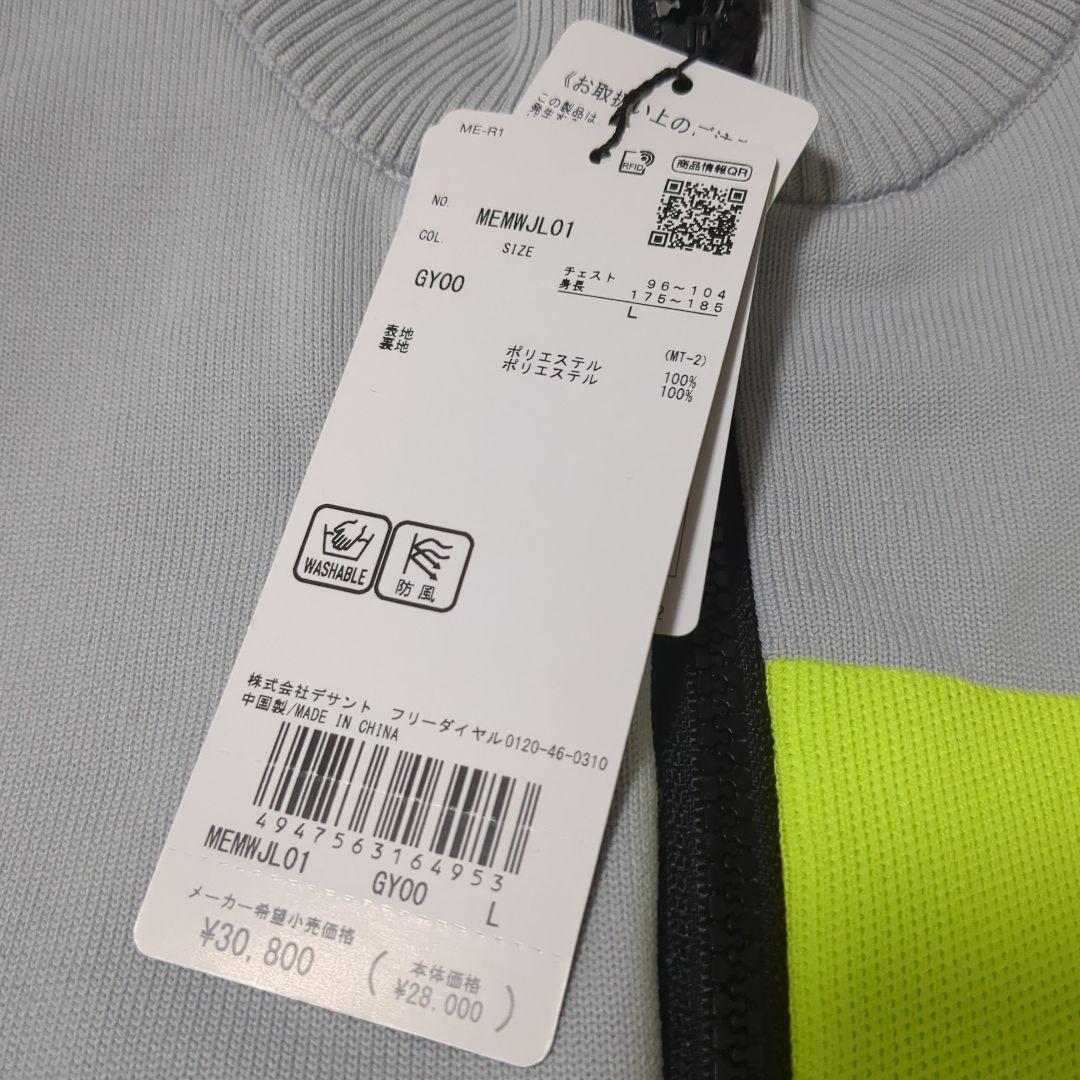 《お取扱い上の
この製品は
ME-R1
RFID
商品情報QR
NO.
MEMWJL01
COL.
SIZE
GY00
チェスト 96～104
身長 175～185
L
表地
裏地
(MT-2)
ポリエステル 100%
ポリエステル 100%
WASHABLE
防風
株式会社デサント フリーダイヤル0120-46-0310
中国製/MADE IN CHINA
4947563164953
MEMWJL01
GY00
L
メーカー希望小売価格
¥30,800
(本体価格
¥28,000)
2